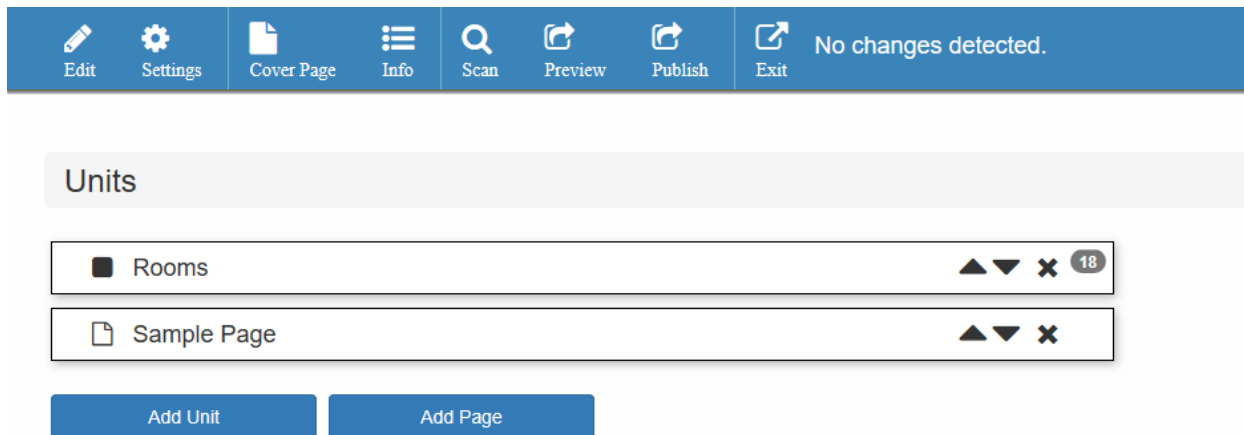 Edit Settings Cover Page Info Scan Preview Publish Exit No changes detected.
Units
Rooms 18
Sample Page
Add Unit Add Page